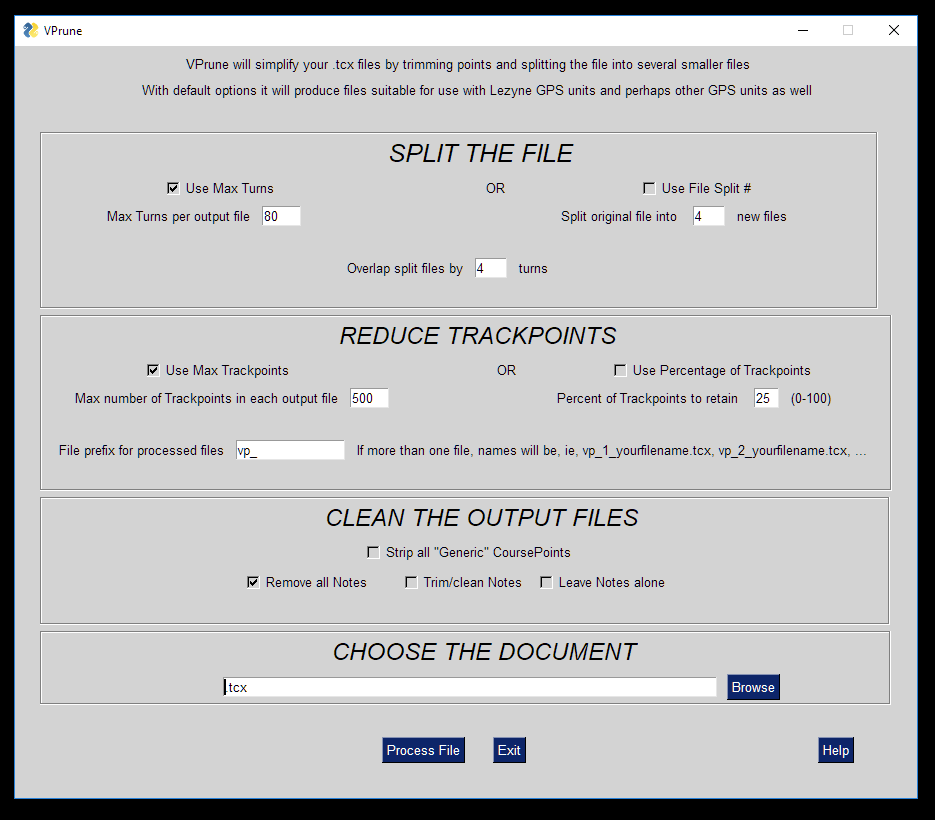 VPrune
VPrune will simplify your .tcx files by trimming points and splitting the file into several smaller files
With default options it will produce files suitable for use with Lezyne GPS units and perhaps other GPS units as well
SPLIT THE FILE
Use Max Turns OR Use File Split #
Max Turns per output file 80 Split original file into 4 new files
Overlap split files by 4 turns
REDUCE TRACKPOINTS
Use Max Trackpoints OR Use Percentage of Trackpoints
Max number of Trackpoints in each output file 500 Percent of Trackpoints to retain 25 (0-100)
File prefix for processed files vp_ If more than one file, names will be, ie, vp_1_yourfilename.tcx, vp_2_yourfilename.tcx, ...
CLEAN THE OUTPUT FILES
Strip all "Generic" CoursePoints
Remove all Notes Trim/clean Notes Leave Notes alone
CHOOSE THE DOCUMENT
.tcx Browse
Process File Exit Help